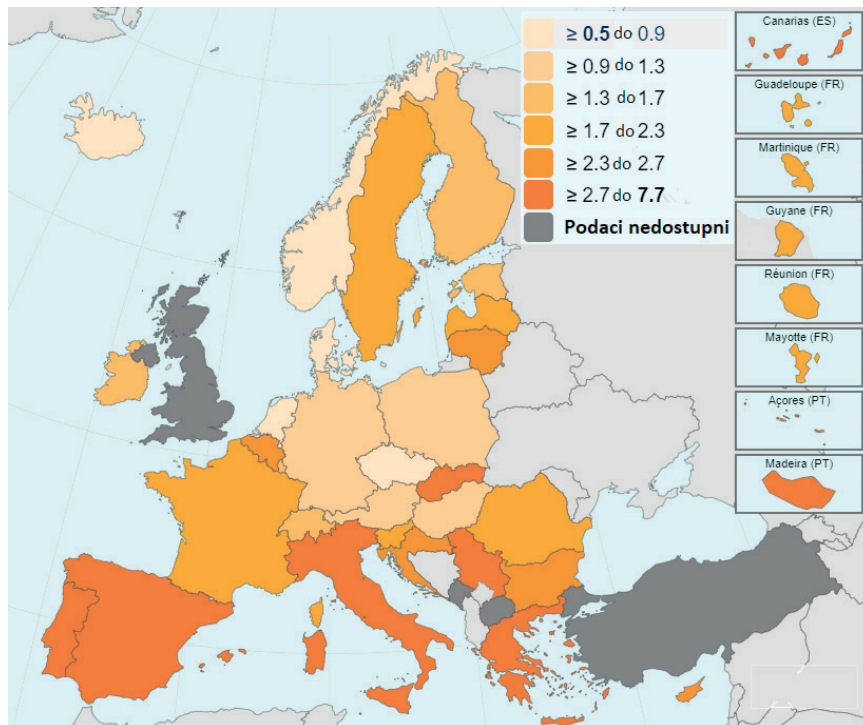 ≥ 0.5 do 0.9
≥ 0.9 do 1.3
≥ 1.3 do 1.7
≥ 1.7 do 2.3
≥ 2.3 do 2.7
≥ 2.7 do 7.7
Podaci nedostupni
Canarias (ES)
Guadeloupe (FR)
Martinique (FR)
Guyane (FR)
Réunion (FR)
Mayotte (FR)
Açores (PT)
Madeira (PT)